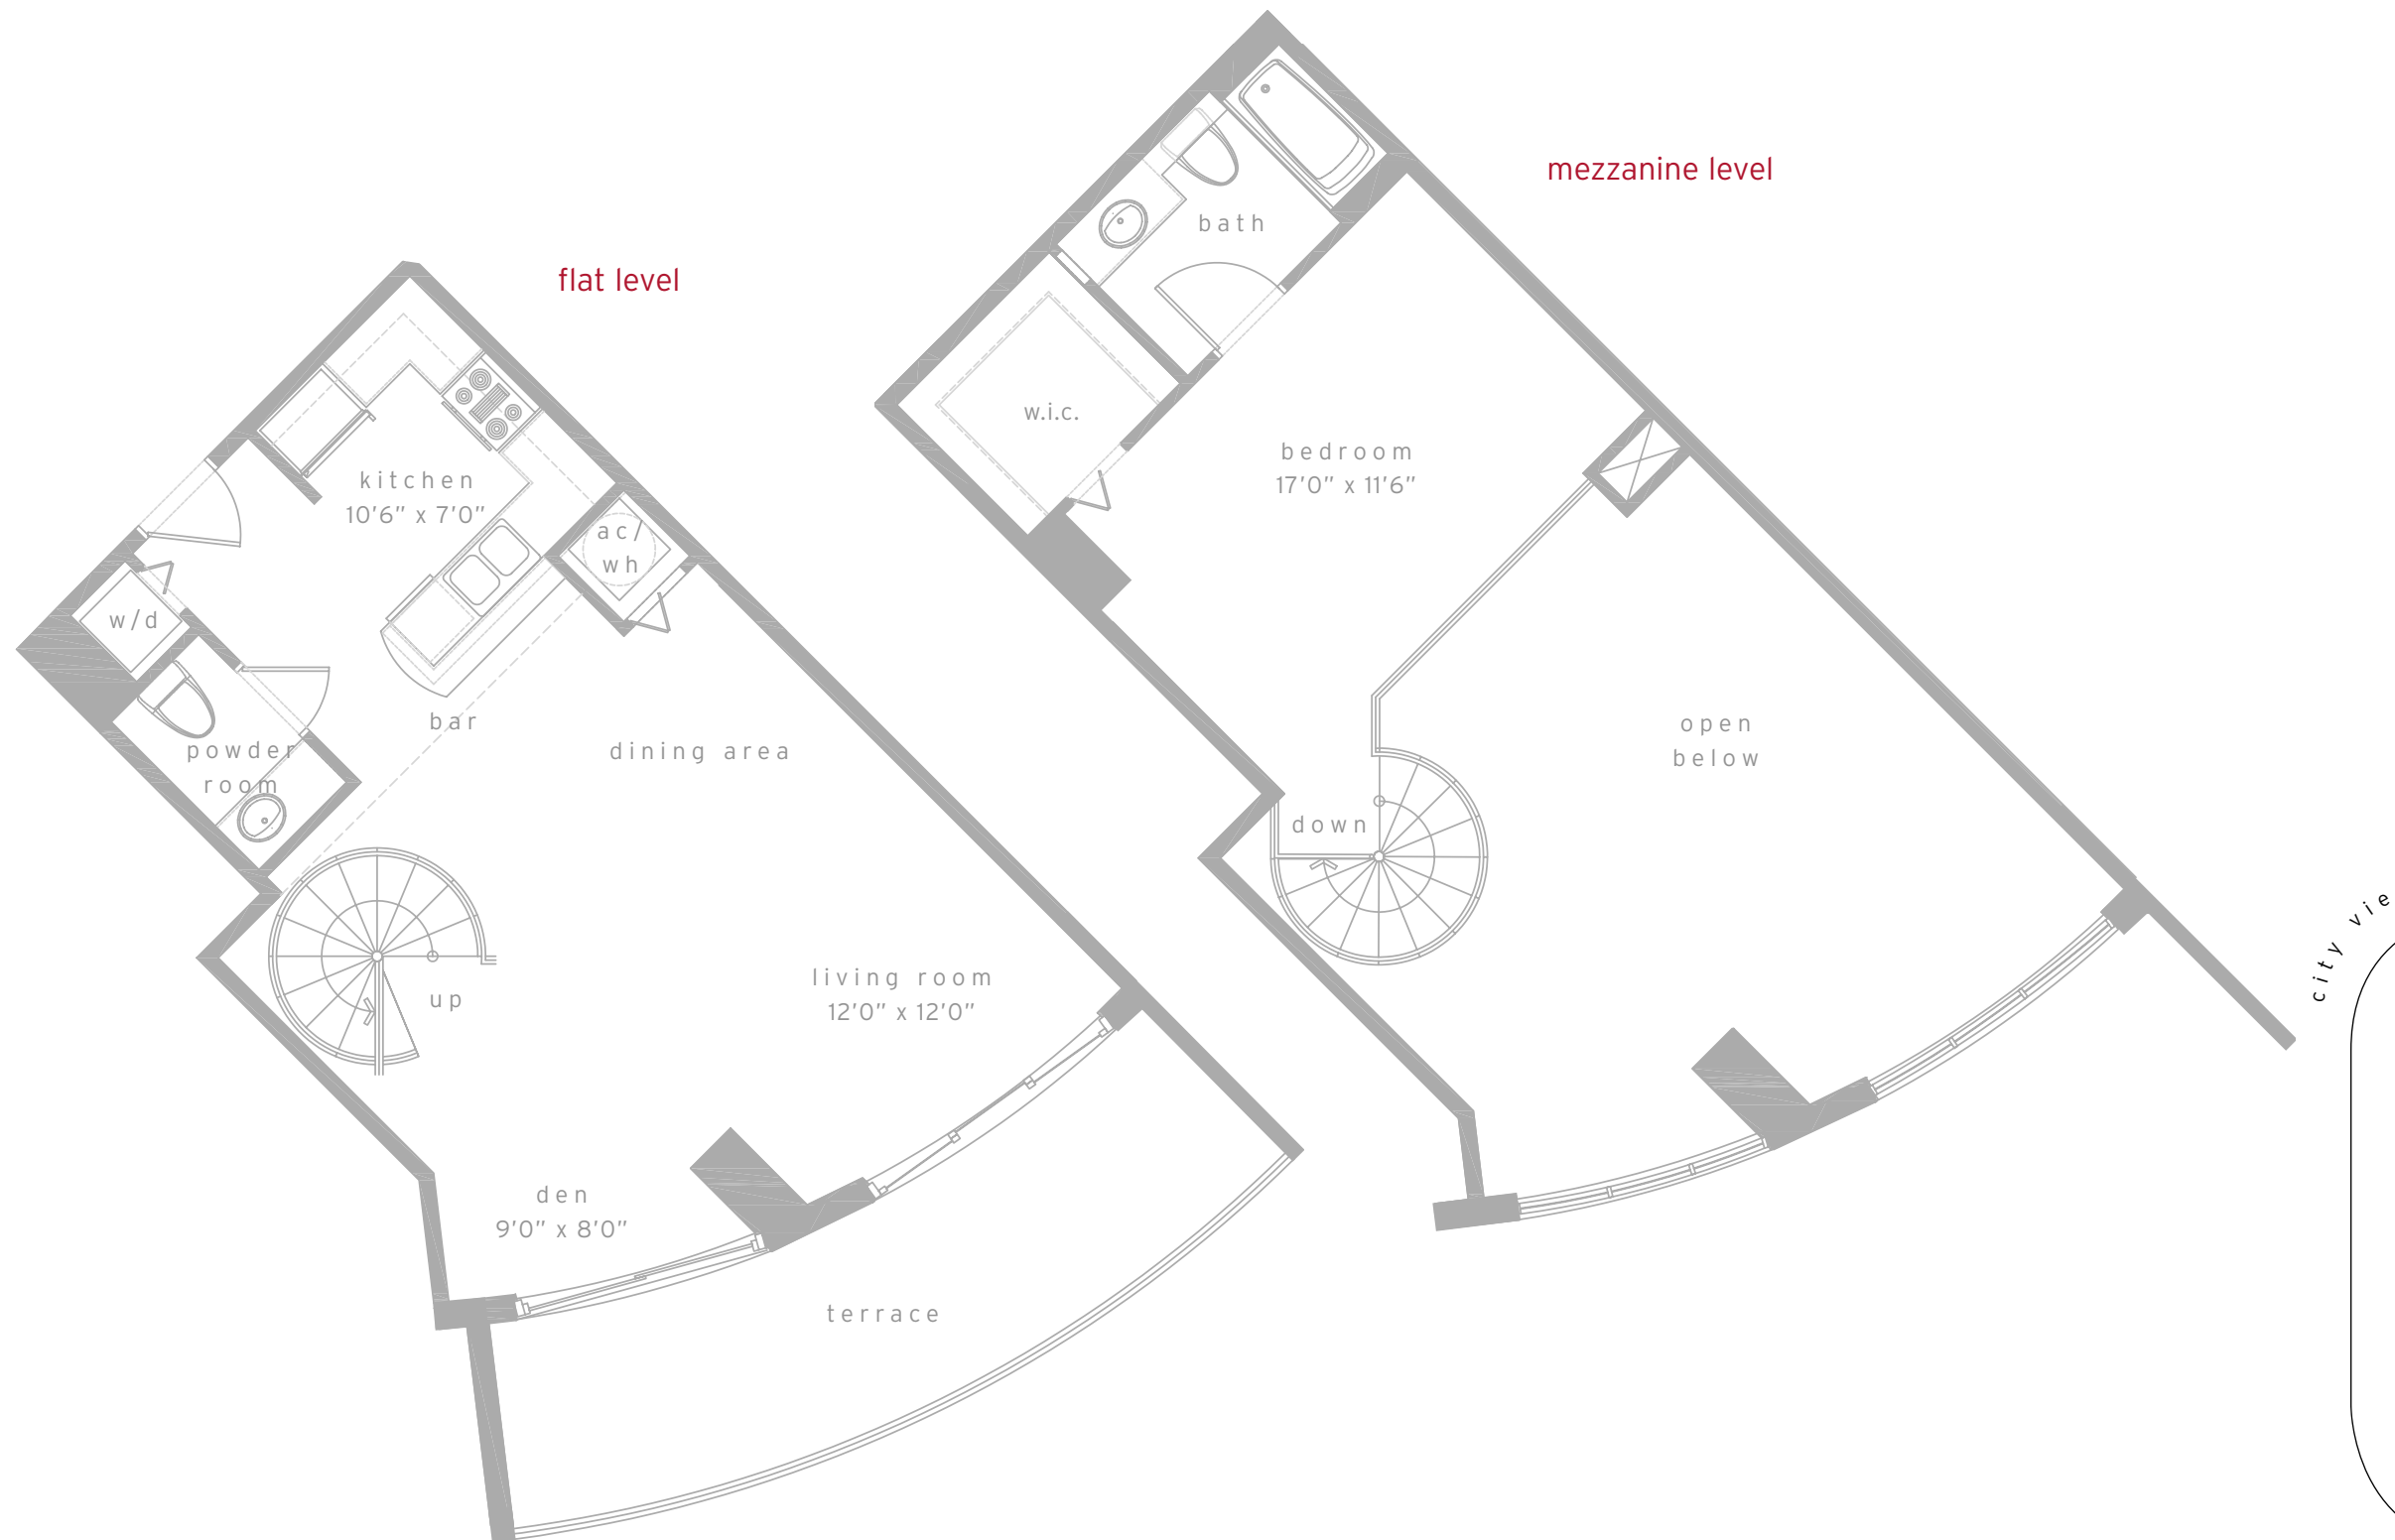 mezzanine level
flat level
bath
w.i.c.
bedroom
17'0" x 11'6"
kitchen
10'6" x 7'0"
ac/
wh
w/d
bar
powder
room
dining area
open
below
down
living room
12'0" x 12'0"
up
den
9'0" x 8'0"
terrace
city vie